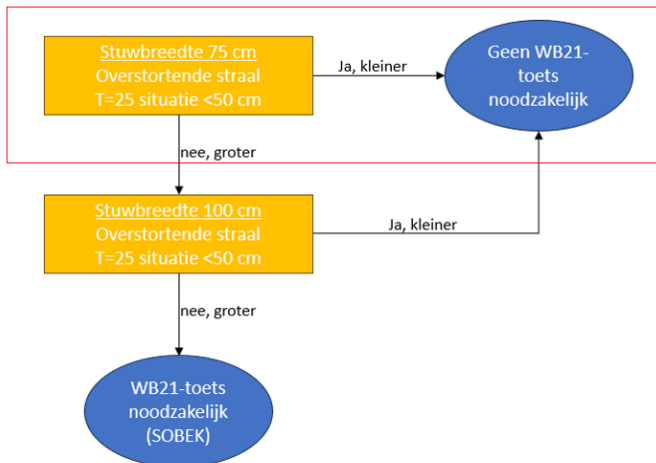 Stuwbreedte 75 cm
Overstortende straal
T=25 situatie <50 cm
Ja, kleiner
Geen WB21-
toets
noodzakelijk
nee, groter
Stuwbreedte 100 cm
Overstortende straal
T=25 situatie <50 cm
Ja, kleiner
nee, groter
WB21-toets
noodzakelijk
(SOBEK)